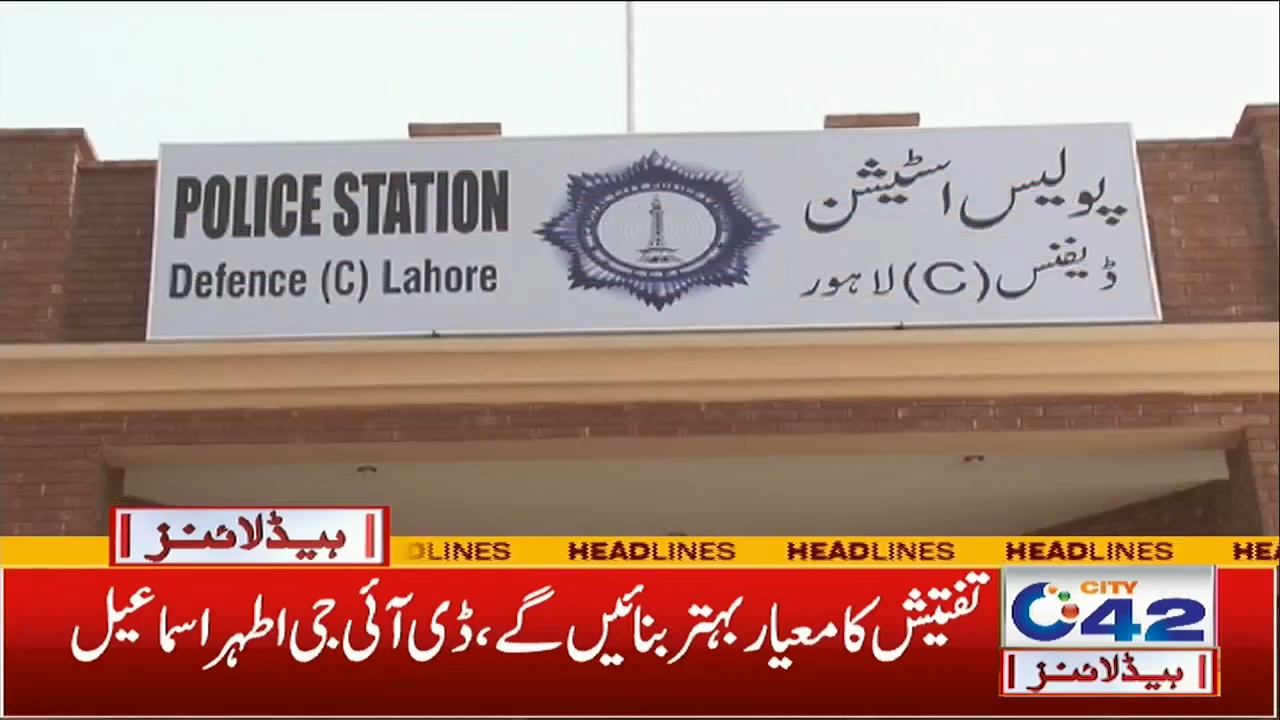 POLICE STATION
Defence (C) Lahore
پولیس اسٹیشن
ڈیفنس (C) لاہور
ہیڈلائنز
DLINES HEADLINES HEADLINES HEADLINES HEA
تفتیش کا معیار بہتر بنائیں گے، ڈی آئی جی اطہر اسماعیل
CITY
42
ہیڈلائنز